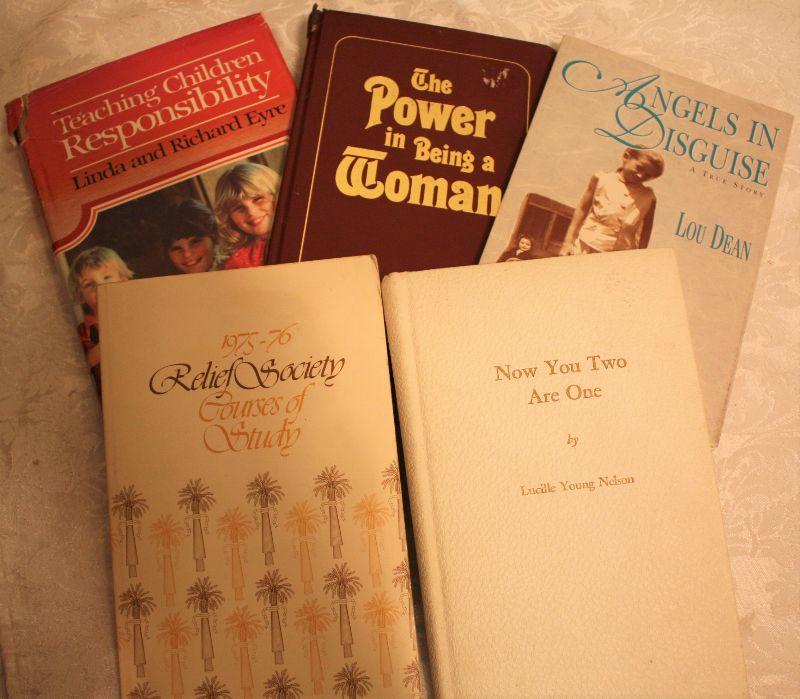 Teaching Children
Responsibility
Linda and Richard Eyre
The
Power
in Being a
Woman
ANGELS IN
DISGUISE
A TRUE STORY
LOU DEAN
1975-76
Relief Society
Courses of
Study
Now You Two
Are One
by
Lucille Young Nelson